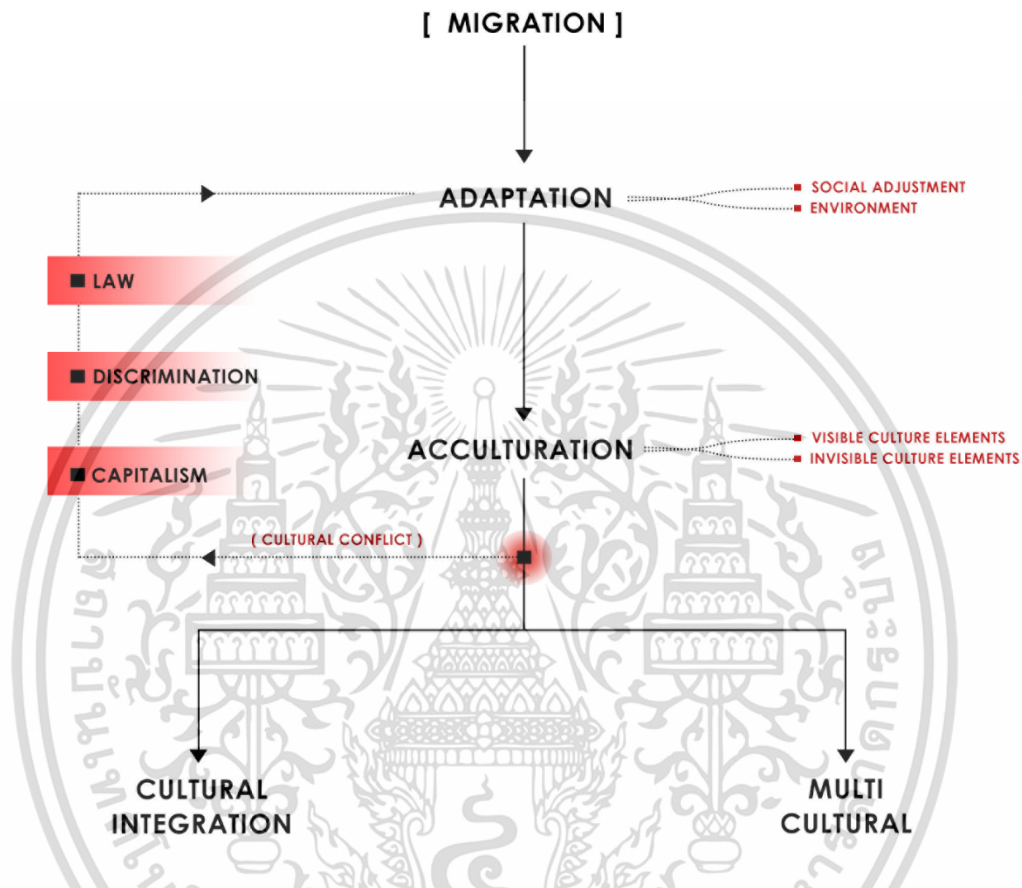 [ MIGRATION ]
ADAPTATION
SOCIAL ADJUSTMENT
ENVIRONMENT
LAW
DISCRIMINATION
ACCULTURATION
VISIBLE CULTURE ELEMENTS
INVISIBLE CULTURE ELEMENTS
CAPITALISM
( CULTURAL CONFLICT )
CULTURAL
INTEGRATION
MULTI
CULTURAL